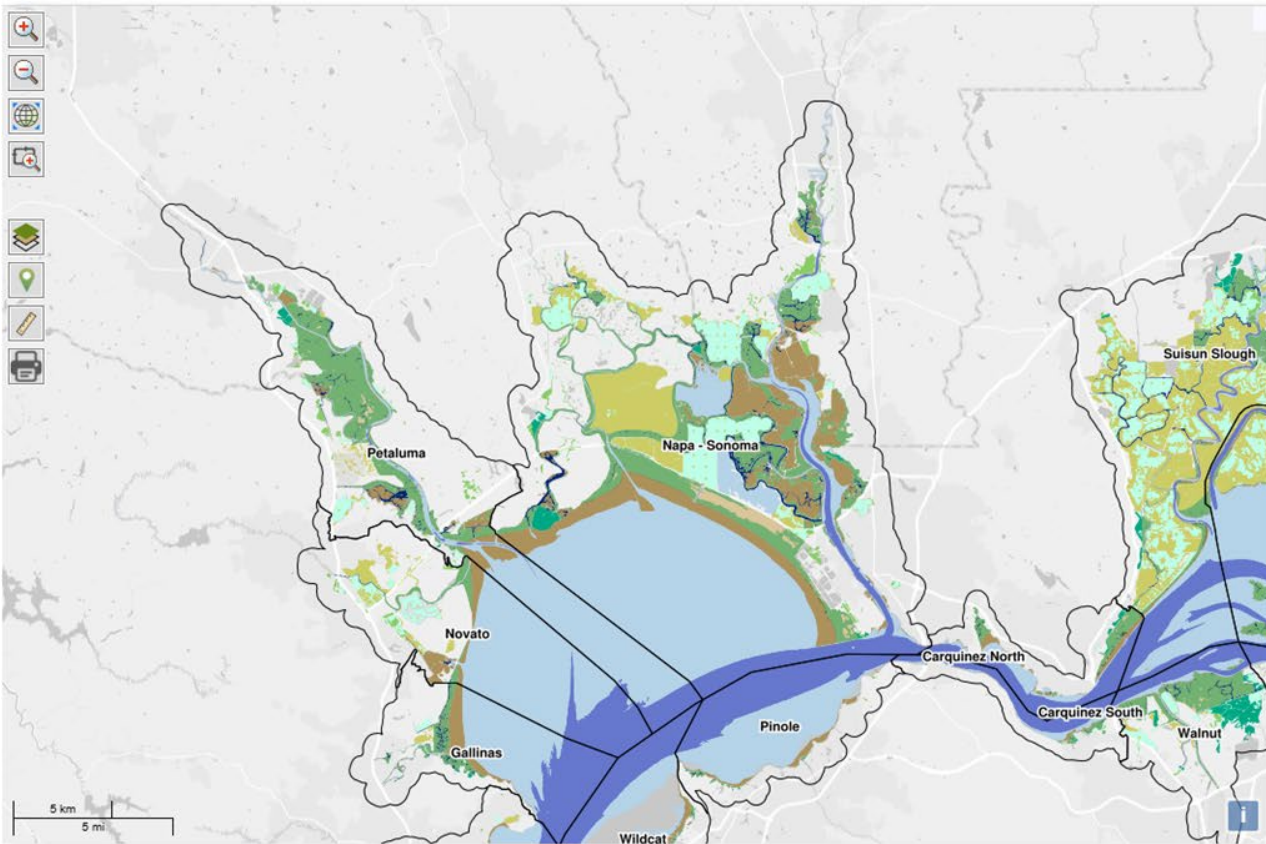 Suisun Slough
Napa - Sonoma
Petaluma
Novato
Carquinez North
Carquinez South
Pinole
Walnut
Gallinas
5 km
5 mi
Wildcat
i